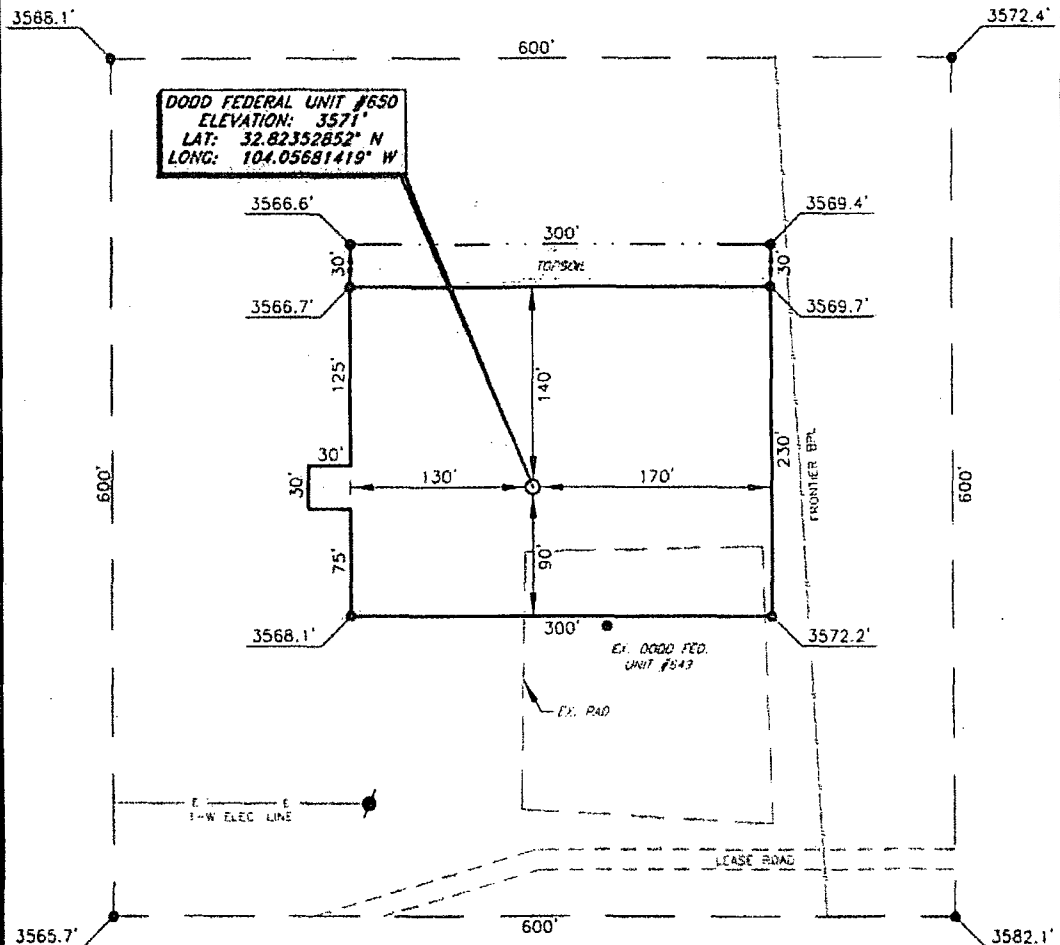 3588.1'
3572.4'
600'
DODD FEDERAL UNIT #650
ELEVATION: 3571'
LAT: 32.82352852° N
LONG: 104.05681419° W
3566.6'
3569.4'
300'
30'
TOPSOIL
30'
3566.7'
3569.7'
125'
140'
30'
230'
FRONTIER BPL
600'
30'
130'
170'
600'
75'
90'
3568.1'
300'
3572.2'
EX. DODD FED.
UNIT
EX. PAD
E E
1-W ELEC LINE
LEASE ROAD
3565.7'
600'
3582.1'